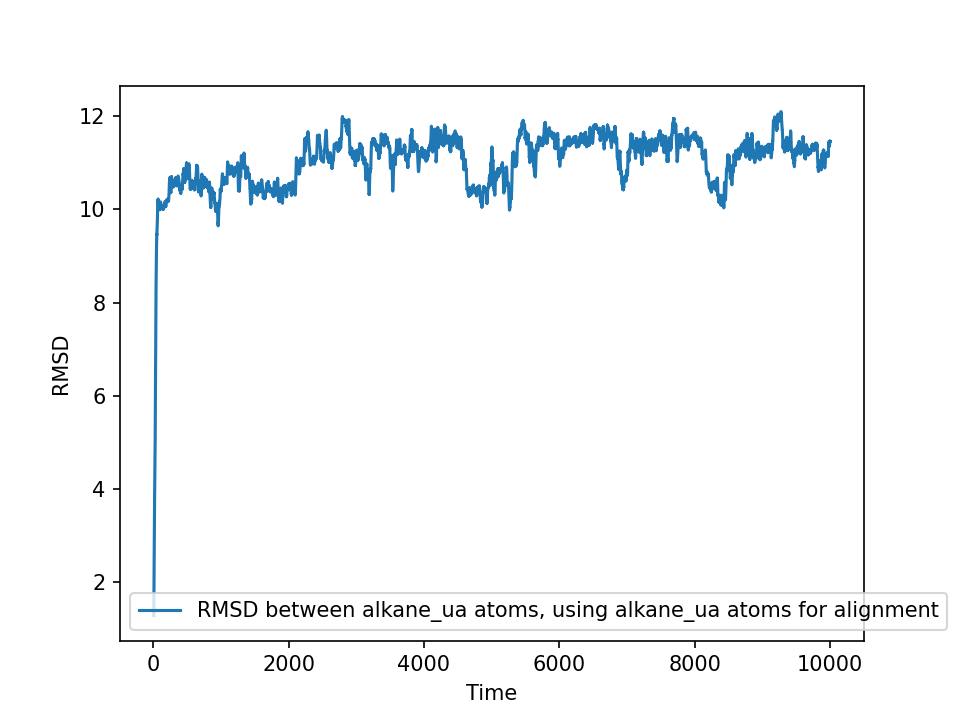 12
10
8
6
4
2
RMSD
RMSD between alkane_ua atoms, using alkane_ua atoms for alignment
0 2000 4000 6000 8000 10000
Time